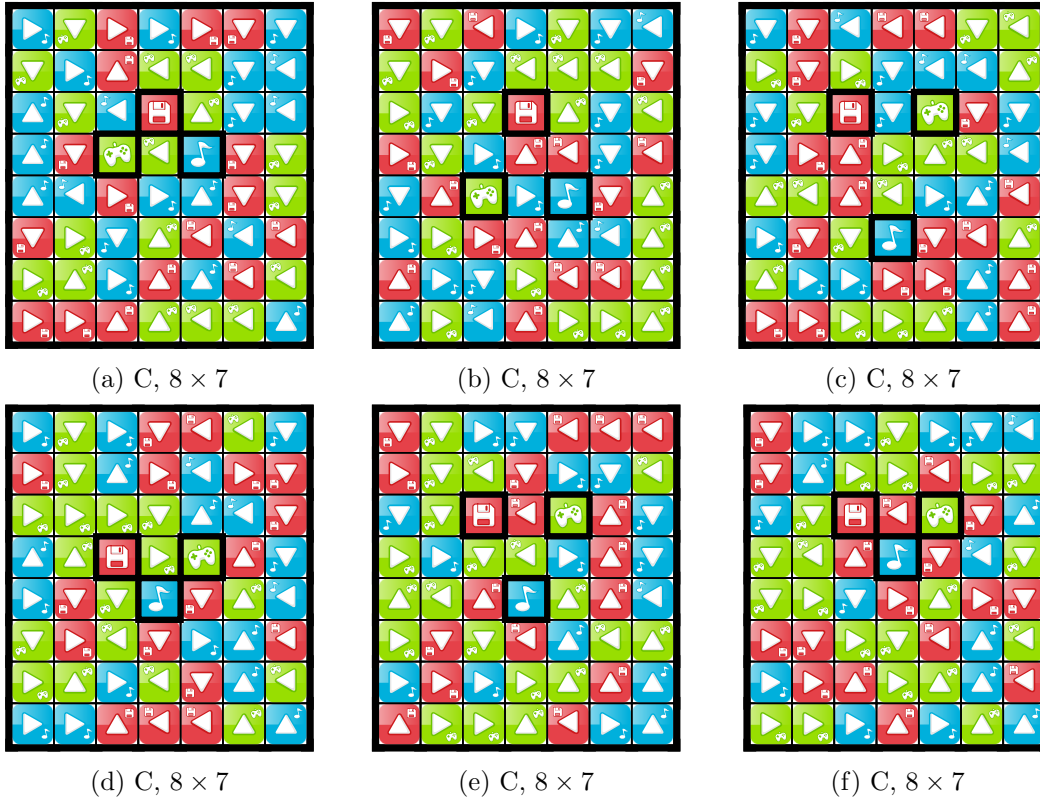 (a) C, 8 × 7
(b) C, 8 × 7
(c) C, 8 × 7
(d) C, 8 × 7
(e) C, 8 × 7
(f) C, 8 × 7